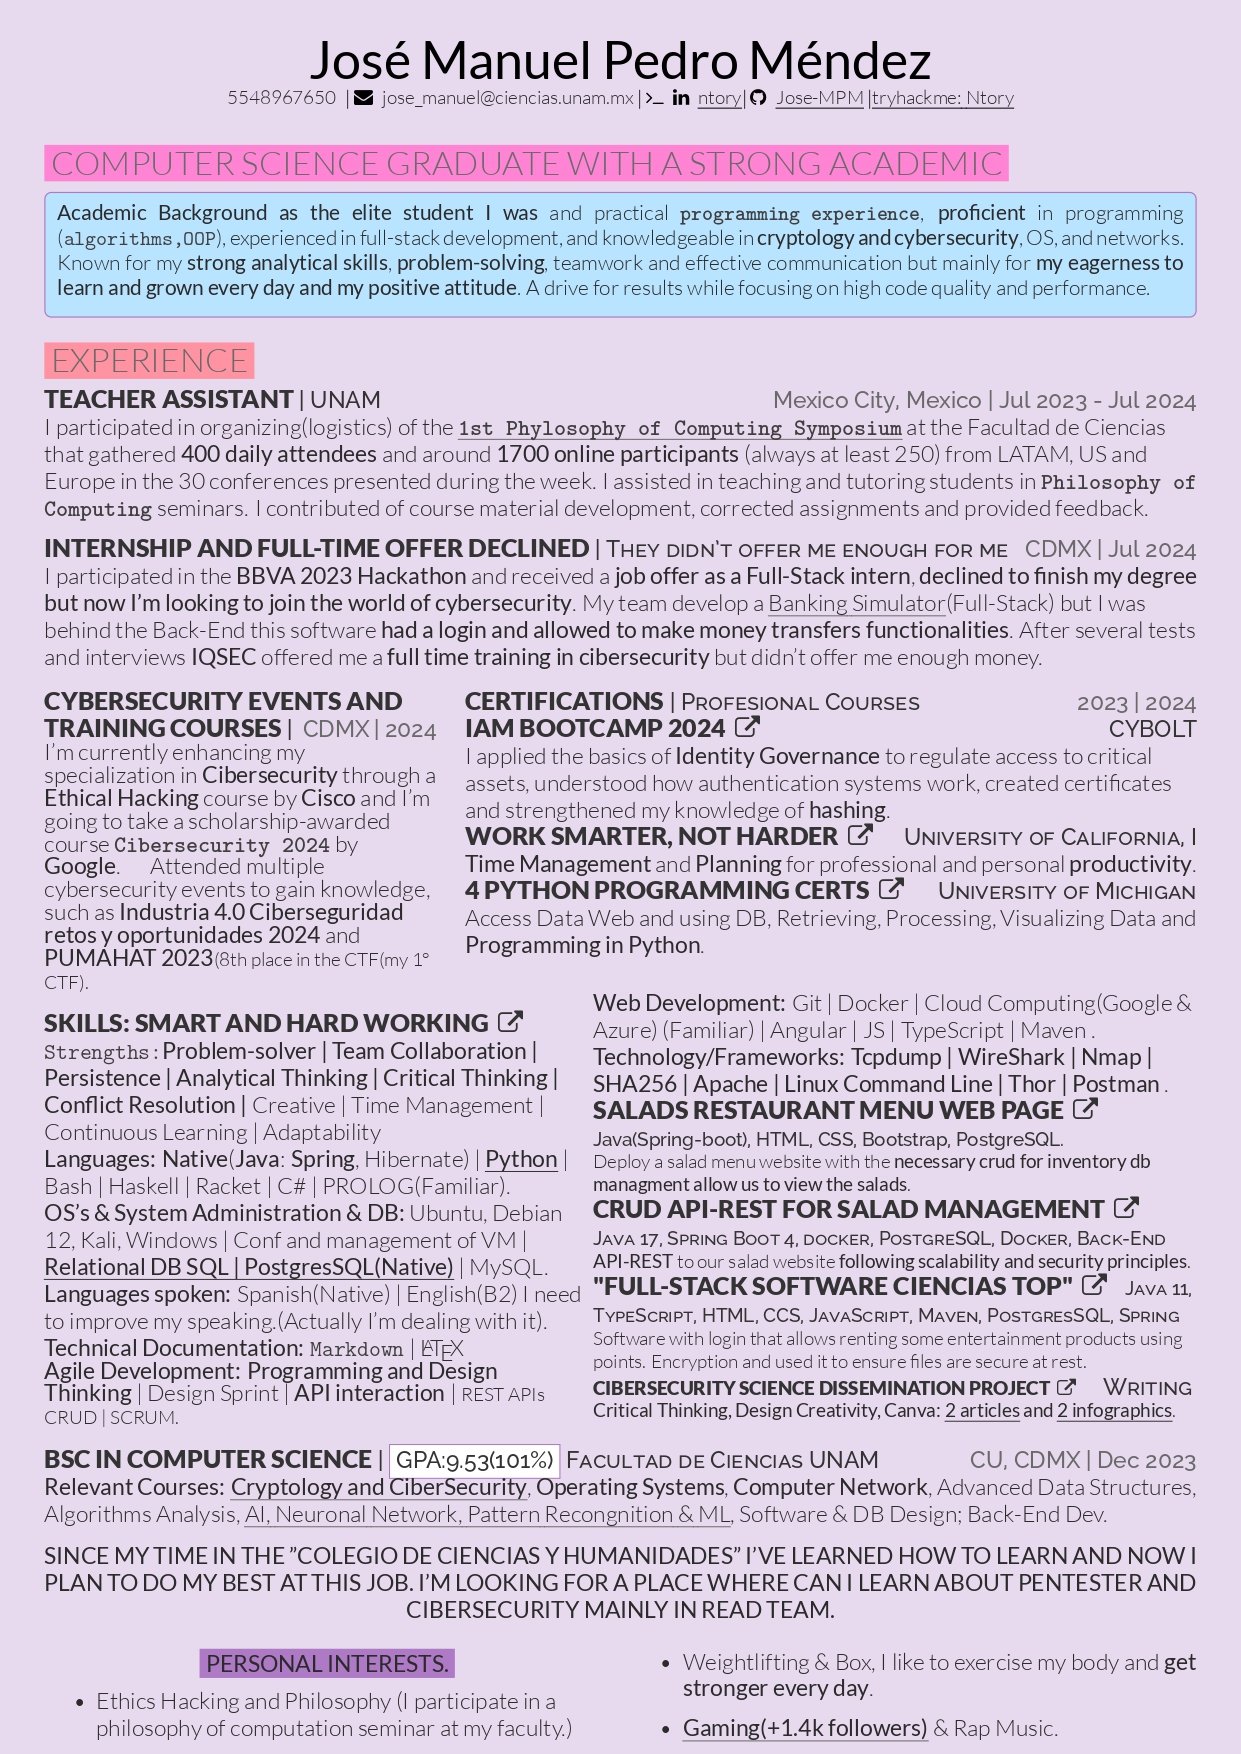 José Manuel Pedro Méndez
5548967650 | jose_manuel@ciencias.unam.mx | >_ in ntory| Jose-MPM |tryhackme: Ntory
COMPUTER SCIENCE GRADUATE WITH A STRONG ACADEMIC
Academic Background as the elite student I was and practical programming experience, proficient in programming
(algorithms,OOP), experienced in full-stack development, and knowledgeable in cryptology and cybersecurity, OS, and networks.
Known for my strong analytical skills, problem-solving, teamwork and effective communication but mainly for my eagerness to
learn and grown every day and my positive attitude. A drive for results while focusing on high code quality and performance.
EXPERIENCE
TEACHER ASSISTANT | UNAM Mexico City, Mexico | Jul 2023 - Jul 2024
I participated in organizing(logistics) of the 1st Phylosophy of Computing Symposium at the Facultad de Ciencias
that gathered 400 daily attendees and around 1700 online participants (always at least 250) from LATAM, US and
Europe in the 30 conferences presented during the week. I assisted in teaching and tutoring students in Philosophy of
Computing seminars. I contributed of course material development, corrected assignments and provided feedback.
INTERNSHIP AND FULL-TIME OFFER DECLINED | THEY DIDN'T OFFER ME ENOUGH FOR ME CDMX | Jul 2024
I participated in the BBVA 2023 Hackathon and received a job offer as a Full-Stack intern, declined to finish my degree
but now I'm looking to join the world of cybersecurity. My team develop a Banking Simulator(Full-Stack) but I was
behind the Back-End this software had a login and allowed to make money transfers functionalities. After several tests
and interviews IQSEC offered me a full time training in cibersecurity but didn't offer me enough money.
CYBERSECURITY EVENTS AND
TRAINING COURSES | CDMX | 2024
I'm currently enhancing my
specialization in Cibersecurity through a
Ethical Hacking course by Cisco and I'm
going to take a scholarship-awarded
course Cibersecurity 2024 by
Google. Attended multiple
cybersecurity events to gain knowledge,
such as Industria 4.0 Ciberseguridad
retos y oportunidades 2024 and
PUMAHAT 2023(8th place in the CTF(my 1°
CTF).
CERTIFICATIONS | PROFESIONAL COURSES 2023 | 2024
IAM BOOTCAMP 2024 CYBOLT
I applied the basics of Identity Governance to regulate access to critical
assets, understood how authentication systems work, created certificates
and strengthened my knowledge of hashing.
WORK SMARTER, NOT HARDER UNIVERSITY OF CALIFORNIA, I
Time Management and Planning for professional and personal productivity.
4 PYTHON PROGRAMMING CERTS UNIVERSITY OF MICHIGAN
Access Data Web and using DB, Retrieving, Processing, Visualizing Data and
Programming in Python.
SKILLS: SMART AND HARD WORKING
Strengths: Problem-solver | Team Collaboration |
Persistence | Analytical Thinking | Critical Thinking |
Conflict Resolution | Creative | Time Management |
Continuous Learning | Adaptability
Languages: Native(Java: Spring, Hibernate) | Python |
Bash | Haskell | Racket | C# | PROLOG(Familiar).
OS's & System Administration & DB: Ubuntu, Debian
12, Kali, Windows | Conf and management of VM |
Relational DB SQL | PostgresSQL(Native) | MySQL.
Languages spoken: Spanish(Native) | English(B2) I need
to improve my speaking.(Actually I'm dealing with it).
Technical Documentation: Markdown | LATEX
Agile Development: Programming and Design
Thinking | Design Sprint | API interaction | REST APIs
CRUD | SCRUM.
Web Development: Git | Docker | Cloud Computing(Google &
Azure) (Familiar) | Angular | JS | TypeScript | Maven .
Technology/Frameworks: Tcpdump | WireShark | Nmap |
SHA256 | Apache | Linux Command Line | Thor | Postman .
SALADS RESTAURANT MENU WEB PAGE
Java(Spring-boot), HTML, CSS, Bootstrap, PostgreSQL.
Deploy a salad menu website with the necessary crud for inventory db
managment allow us to view the salads.
CRUD API-REST FOR SALAD MANAGEMENT
JAVA 17, SPRING BOOT 4, DOCKER, POSTGRESQL, DOCKER, BACK-END
API-REST to our salad website following scalability and security principles.
"FULL-STACK SOFTWARE CIENCIAS TOP" JAVA 11,
TYPESCRIPT, HTML, CCS, JAVASCRIPT, MAVEN, POSTGRESSQL, SPRING
Software with login that allows renting some entertainment products using
points. Encryption and used it to ensure files are secure at rest.
CIBERSECURITY SCIENCE DISSEMINATION PROJECT WRITING
Critical Thinking, Design Creativity, Canva: 2 articles and 2 infographics.
BSC IN COMPUTER SCIENCE | GPA:9.53(101%) FACULTAD DE CIENCIAS UNAM CU, CDMX | Dec 2023
Relevant Courses: Cryptology and CiberSecurity, Operating Systems, Computer Network, Advanced Data Structures,
Algorithms Analysis, AI, Neuronal Network, Pattern Recongnition & ML, Software & DB Design; Back-End Dev.
SINCE MY TIME IN THE "COLEGIO DE CIENCIAS Y HUMANIDADES" I'VE LEARNED HOW TO LEARN AND NOW I
PLAN TO DO MY BEST AT THIS JOB. I'M LOOKING FOR A PLACE WHERE CAN I LEARN ABOUT PENTESTER AND
CIBERSECURITY MAINLY IN READ TEAM.
PERSONAL INTERESTS.
• Ethics Hacking and Philosophy (I participate in a
philosophy of computation seminar at my faculty.)
• Weightlifting & Box, I like to exercise my body and get
stronger every day.
• Gaming(+1.4k followers) & Rap Music.